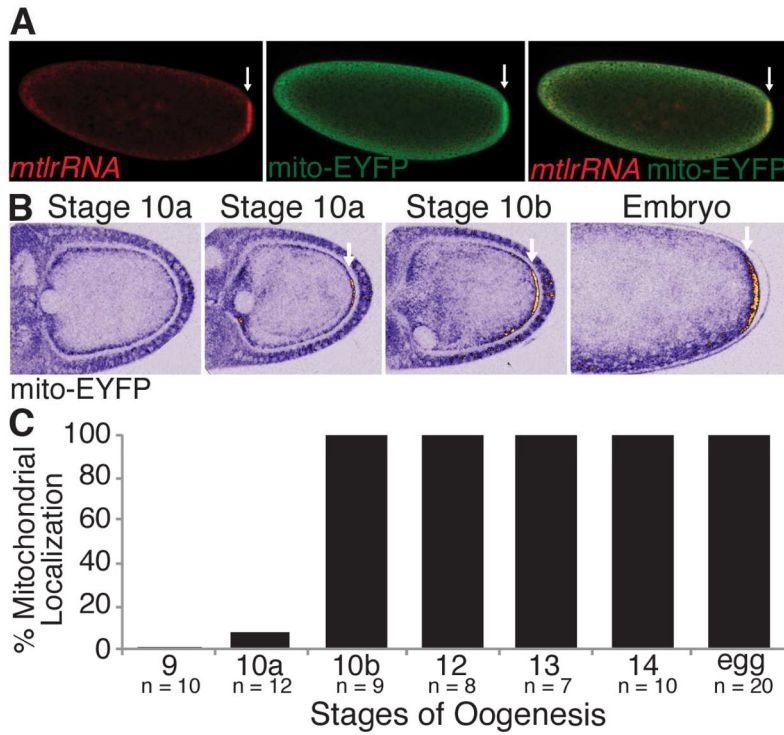 A
mtlrRNA
mito-EYFP
mtlrRNA mito-EYFP
B
Stage 10a
Stage 10a
Stage 10b
Embryo
mito-EYFP
C
% Mitochondrial
Localization
100
80
60
40
20
0
9
10a
10b
12
13
14
egg
n = 10
n = 12
n = 9
n = 8
n = 7
n = 10
n = 20
Stages of Oogenesis